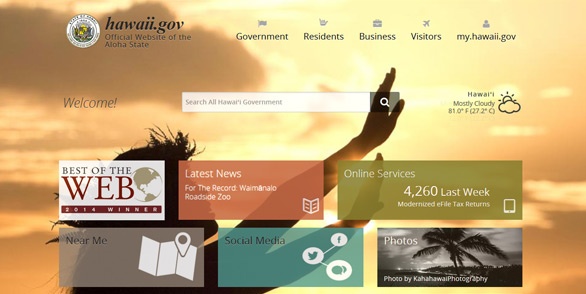 hawaii.gov
Official Website of the
Aloha State
Government
Residents
Business
Visitors
my.hawaii.gov
Welcome!
Search All Hawai'i Government
Hawai'i
Mostly Cloudy
81.0° F (27.2° C)
BEST OF THE
WEB
2014 WINNER
Latest News
For The Record: Waimānalo
Roadside Zoo
Online Services
4,260 Last Week
Modernized eFile Tax Returns
Near Me
Social Media
Photos
Photo by KahahawaiPhotography